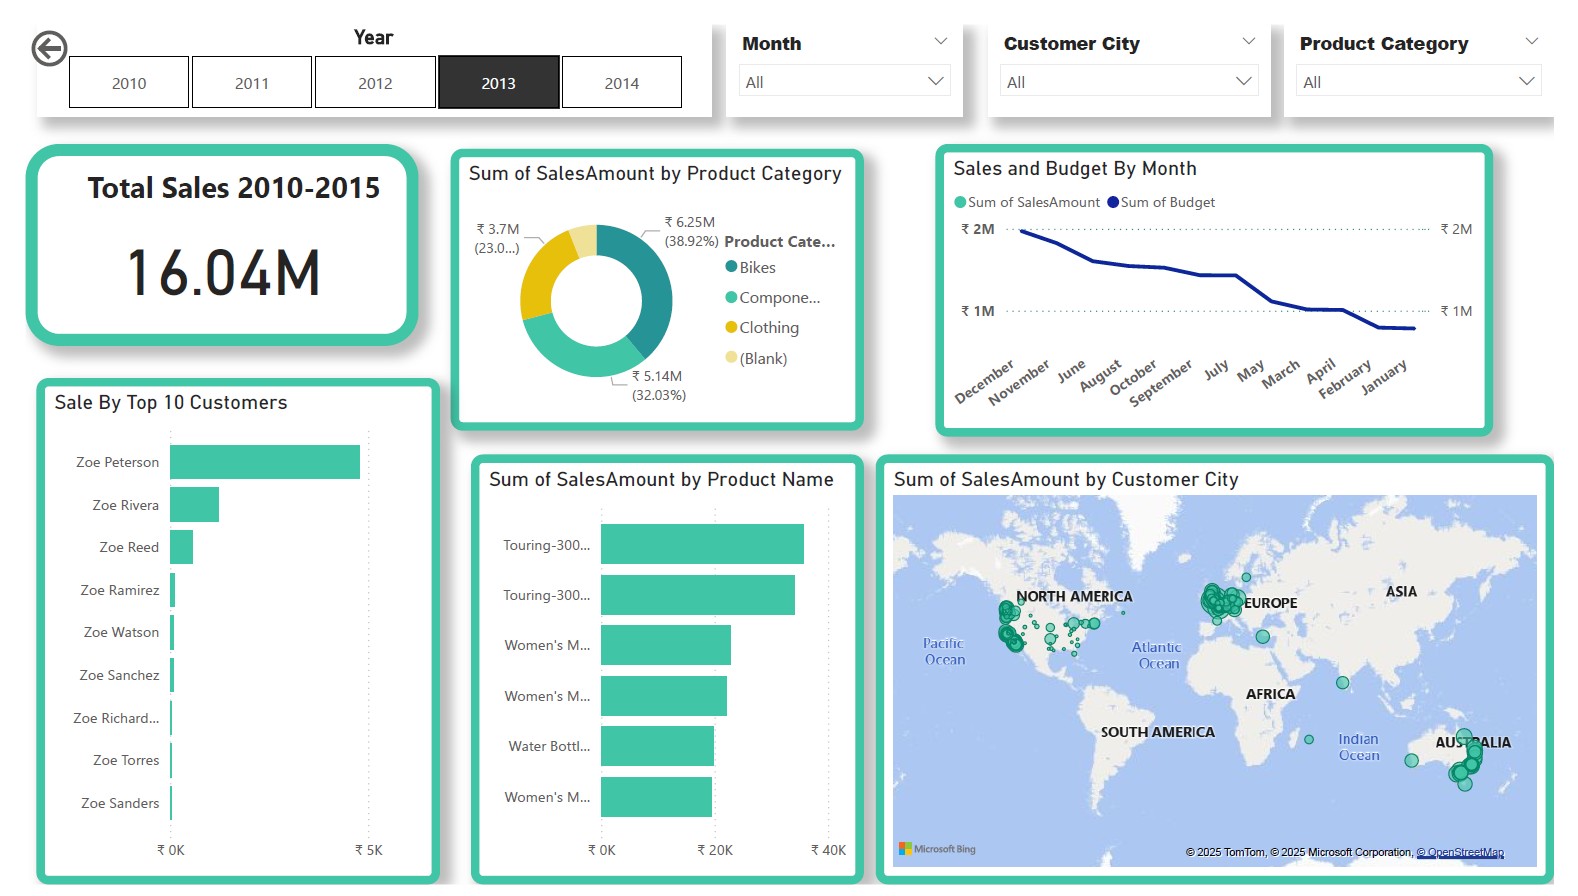 Year
2010
2011
2012
2013
2014
Month
All
Customer City
All
Product Category
All
Total Sales 2010-2015
16.04M
Sum of SalesAmount by Product Category
₹ 3.7M
(23.0...)
₹ 6.25M
(38.92%)
₹ 5.14M
(32.03%)
Product Cate...
Bikes
Compone...
Clothing
(Blank)
Sales and Budget By Month
Sum of SalesAmount
Sum of Budget
₹ 2M
₹ 2M
₹ 1M
₹ 1M
December
November
June
August
October
September
July
May
March
April
February
January
Sale By Top 10 Customers
Zoe Peterson
Zoe Rivera
Zoe Reed
Zoe Ramirez
Zoe Watson
Zoe Sanchez
Zoe Richard...
Zoe Torres
Zoe Sanders
₹ 0K
₹ 5K
Sum of SalesAmount by Product Name
Touring-300...
Touring-300...
Women's M...
Women's M...
Water Bottl...
Women's M...
₹ 0K
₹ 20K
₹ 40K
Sum of SalesAmount by Customer City
NORTH AMERICA
EUROPE
ASIA
Pacific
Ocean
Atlantic
Ocean
AFRICA
SOUTH AMERICA
Indian
Ocean
AUSTRALIA
Microsoft Bing
© 2025 TomTom, © 2025 Microsoft Corporation, © OpenStreetMap